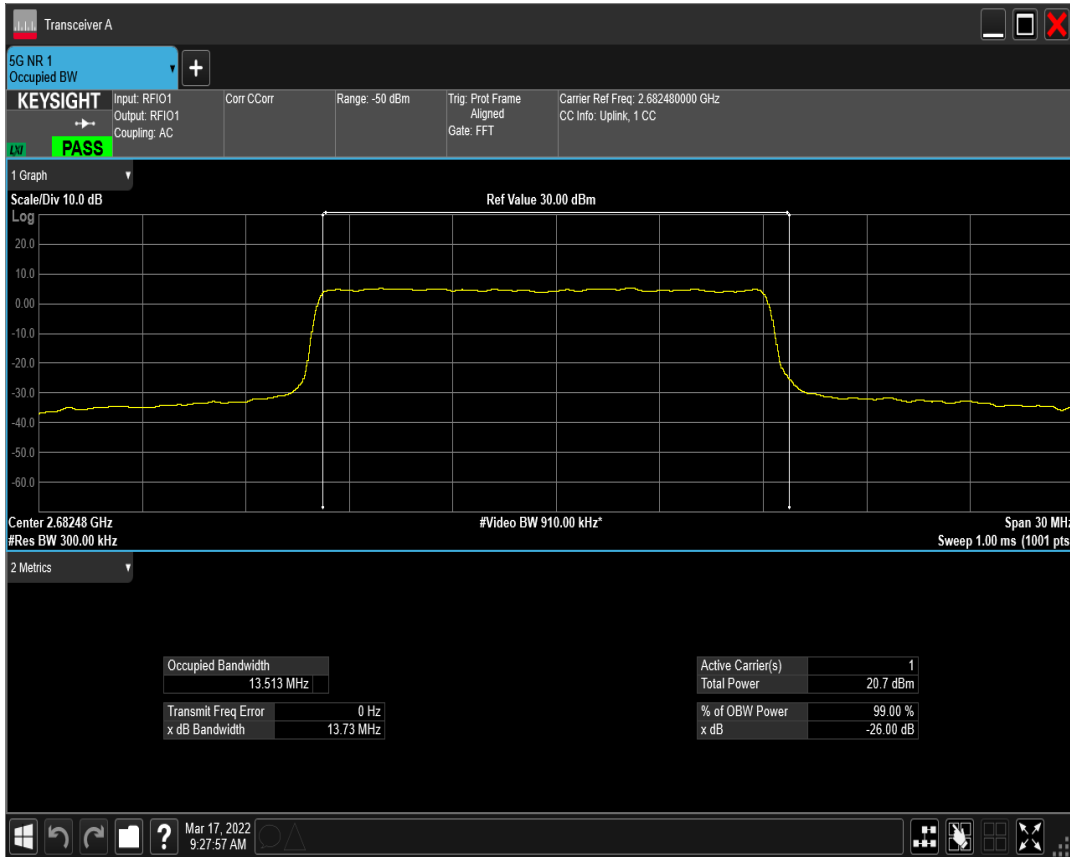 Transceiver A
5G NR 1
Occupied BW
KEYSIGHT
Input: RFIO1
Output: RFIO1
Coupling: AC
Corr CCorr
Range: -50 dBm
Trig: Prot Frame
Aligned
Gate: FFT
Carrier Ref Freq: 2.682480000 GHz
CC Info: Uplink, 1 CC
LXI
PASS
1 Graph
Scale/Div 10.0 dB
Ref Value 30.00 dBm
Log
20.0
10.0
0.00
-10.0
-20.0
-30.0
-40.0
-50.0
-60.0
Center 2.68248 GHz
#Video BW 910.00 kHz*
Span 30 MHz
#Res BW 300.00 kHz
Sweep 1.00 ms (1001 pts
2 Metrics
Occupied Bandwidth
13.513 MHz
Transmit Freq Error 0 Hz
x dB Bandwidth 13.73 MHz
Active Carrier(s) 1
Total Power 20.7 dBm
% of OBW Power 99.00 %
x dB -26.00 dB
?
Mar 17, 2022
9:27:57 AM